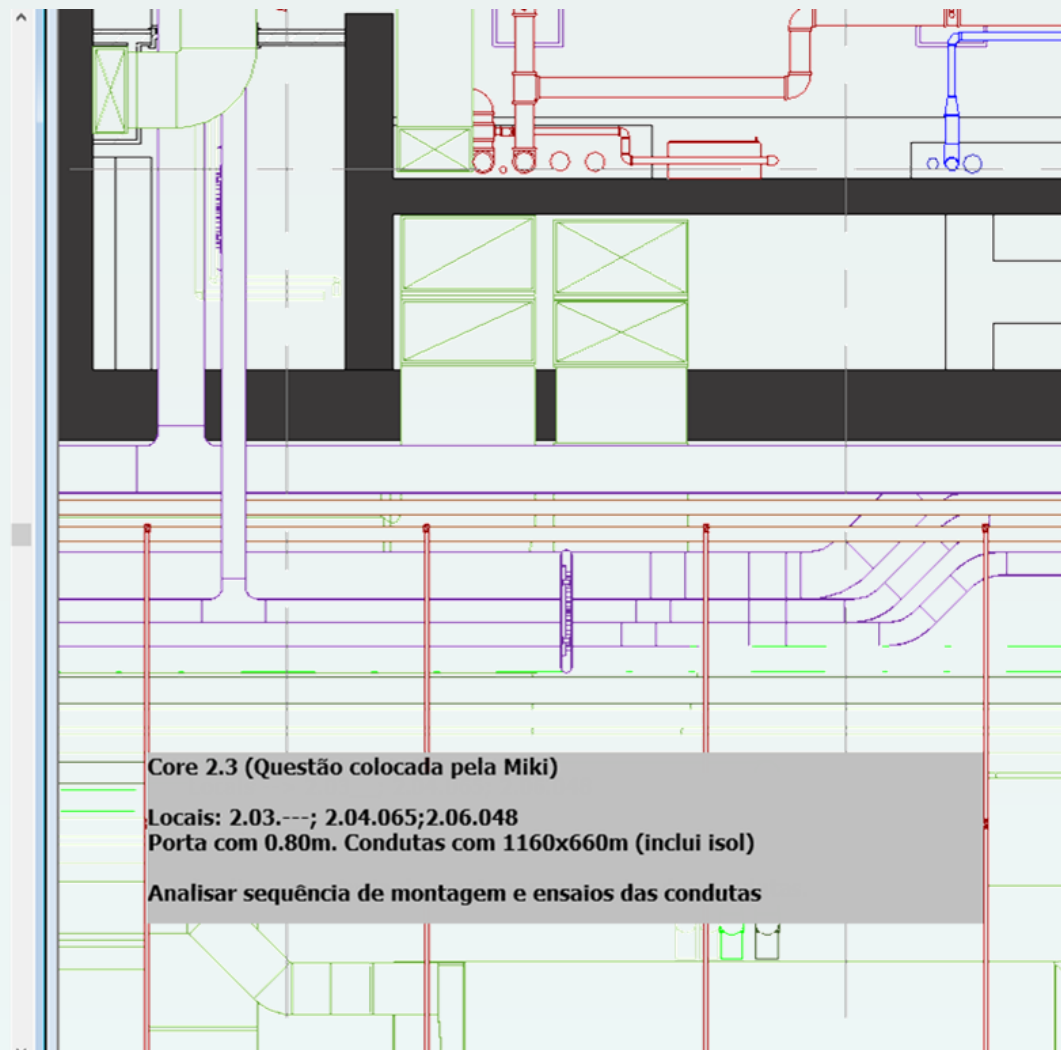 Core 2.3 (Questão colocada pela Miki)
Locais: 2.03.---; 2.04.065;2.06.048
Porta com 0.80m. Condutas com 1160x660m (inclui isol)
Analisar sequência de montagem e ensaios das condutas